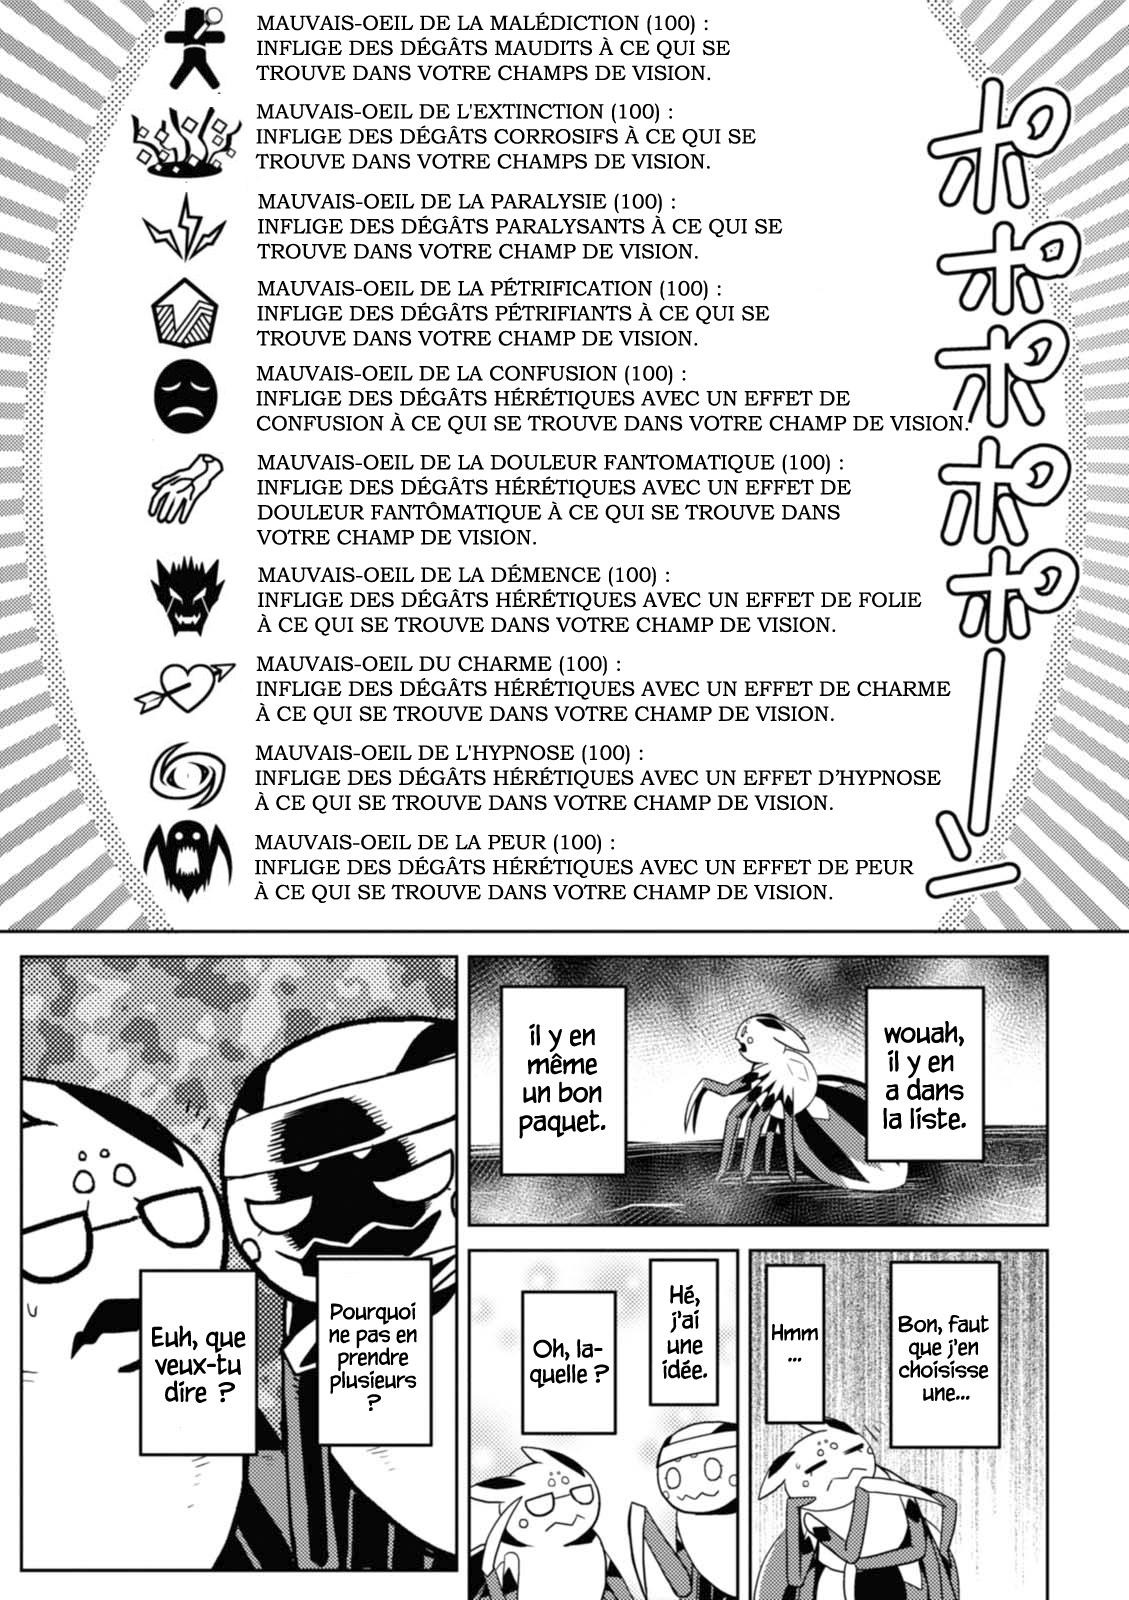 MAUVAIS-OEIL DE LA MALÉDICTION (100) :
INFLIGE DES DÉGÂTS MAUDITS À CE QUI SE
TROUVE DANS VOTRE CHAMPS DE VISION.
MAUVAIS-OEIL DE L'EXTINCTION (100) :
INFLIGE DES DÉGÂTS CORROSIFS À CE QUI SE
TROUVE DANS VOTRE CHAMPS DE VISION.
MAUVAIS-OEIL DE LA PARALYSIE (100) :
INFLIGE DES DÉGÂTS PARALYSANTS À CE QUI SE
TROUVE DANS VOTRE CHAMP DE VISION.
MAUVAIS-OEIL DE LA PÉTRIFICATION (100) :
INFLIGE DES DÉGÂTS PÉTRIFIANTS À CE QUI SE
TROUVE DANS VOTRE CHAMP DE VISION.
MAUVAIS-OEIL DE LA CONFUSION (100) :
INFLIGE DES DÉGÂTS HÉRÉTIQUES AVEC UN EFFET DE
CONFUSION À CE QUI SE TROUVE DANS VOTRE CHAMP DE VISION.
MAUVAIS-OEIL DE LA DOULEUR FANTOMATIQUE (100) :
INFLIGE DES DÉGÂTS HÉRÉTIQUES AVEC UN EFFET DE
DOULEUR FANTÔMATIQUE À CE QUI SE TROUVE DANS
VOTRE CHAMP DE VISION.
MAUVAIS-OEIL DE LA DÉMENCE (100) :
INFLIGE DES DÉGÂTS HÉRÉTIQUES AVEC UN EFFET DE FOLIE
À CE QUI SE TROUVE DANS VOTRE CHAMP DE VISION.
MAUVAIS-OEIL DU CHARME (100) :
INFLIGE DES DÉGÂTS HÉRÉTIQUES AVEC UN EFFET DE CHARME
À CE QUI SE TROUVE DANS VOTRE CHAMP DE VISION.
MAUVAIS-OEIL DE L'HYPNOSE (100) :
INFLIGE DES DÉGÂTS HÉRÉTIQUES AVEC UN EFFET D'HYPNOSE
À CE QUI SE TROUVE DANS VOTRE CHAMP DE VISION.
MAUVAIS-OEIL DE LA PEUR (100) :
INFLIGE DES DÉGÂTS HÉRÉTIQUES AVEC UN EFFET DE PEUR
À CE QUI SE TROUVE DANS VOTRE CHAMP DE VISION.
ポポポポポーン
wouah,
il y en
a dans
la liste.
il y en
même
un bon
paquet.
Bon, faut
que j'en
choisisse
une...
Hmm
...
Hé,
j'ai
une
idée.
Oh, la-
quelle ?
Pourquoi
ne pas en
prendre
plusieurs
?
Euh, que
veux-tu
dire ?